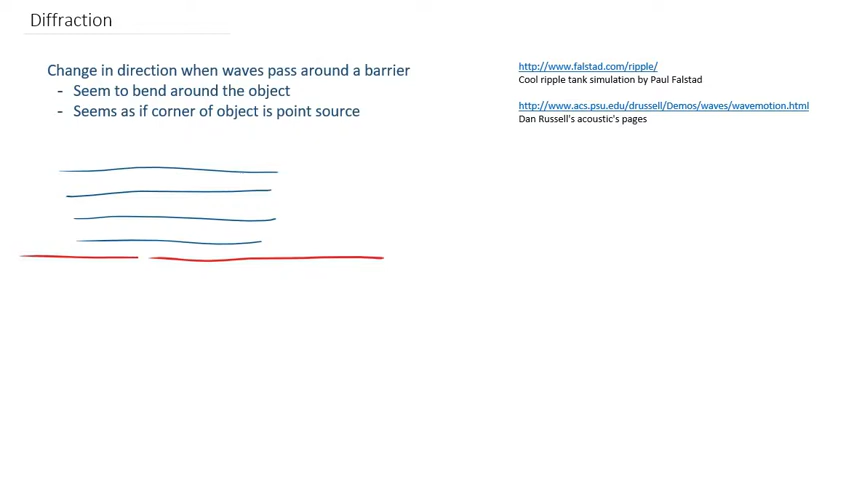 Diffraction
Change in direction when waves pass around a barrier
- Seem to bend around the object
- Seems as if corner of object is point source
http://www.falstad.com/ripple/
Cool ripple tank simulation by Paul Falstad
http://www.acs.psu.edu/drussell/Demos/waves/wavemotion.html
Dan Russell's acoustic's pages